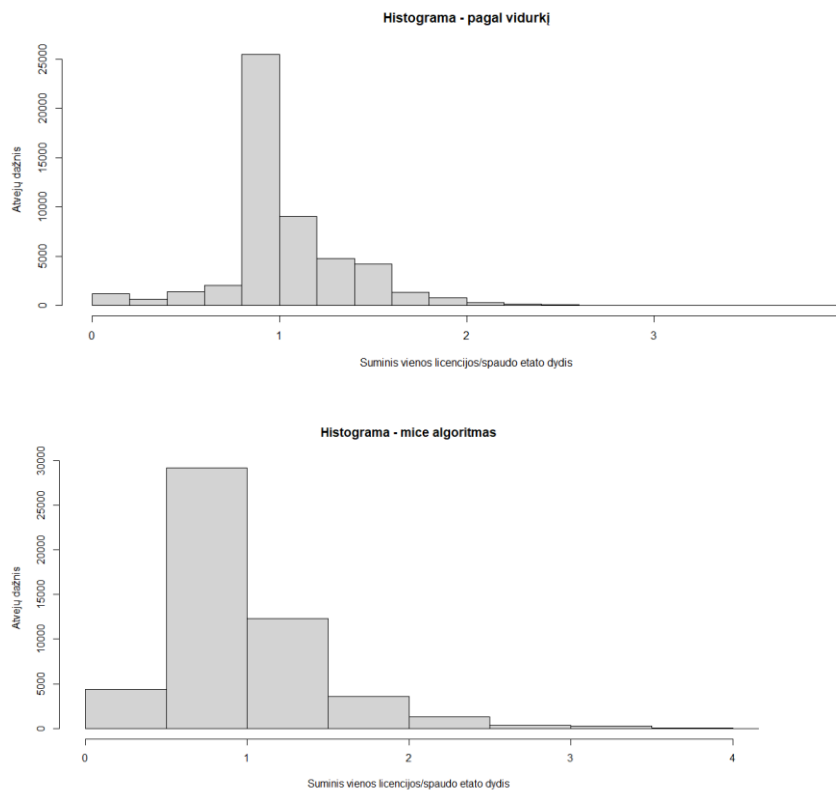 Histograma - pagal vidurkį
Atvejų dažnis
0
5000
10000
15000
20000
25000
0 1 2 3
Suminis vienos licencijos/spaudo etato dydis
Histograma - mice algoritmas
Atvejų dažnis
0
5000
10000
15000
20000
25000
30000
0 1 2 3 4
Suminis vienos licencijos/spaudo etato dydis